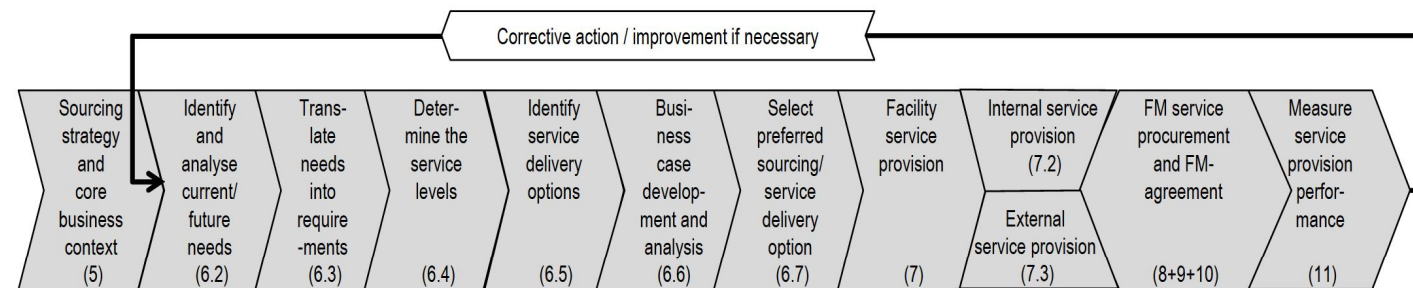 Corrective action / improvement if necessary
Sourcing
strategy
and
core
business
context
(5)
Identify
and
analyse
current/
future
needs
(6.2)
Trans-
late
needs
into
require
-ments
(6.3)
Deter-
mine the
service
levels
(6.4)
Identify
service
delivery
options
(6.5)
Busi-
ness
case
develop-
ment and
analysis
(6.6)
Select
preferred
sourcing/
service
delivery
option
(6.7)
Facility
service
provision
(7)
Internal service
provision
(7.2)
External
service provision
(7.3)
FM service
procurement
and FM-
agreement
(8+9+10)
Measure
service
provision
perfor-
mance
(11)